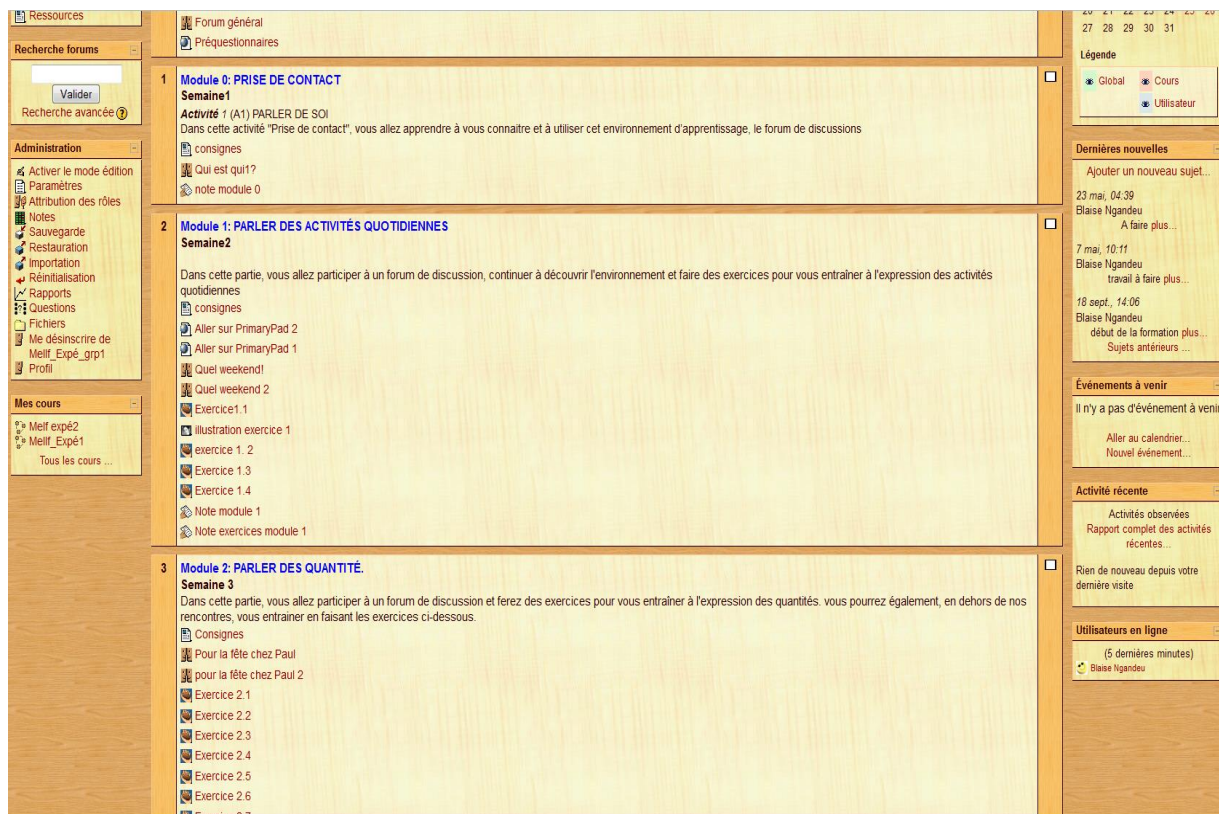 Ressources
Recherche forums
Valider
Recherche avancée
Administration
Activer le mode édition
Paramètres
Attribution des rôles
Notes
Sauvegarde
Restauration
Importation
Réinitialisation
Rapports
Questions
Fichiers
Me désinscrire de
Mellf_Expé_grp1
Profil
Mes cours
Melf expé2
Mellf_Expé1
Tous les cours ...
Forum général
Préquestionnaires
1 Module 0: PRISE DE CONTACT
Semaine1
Activité 1 (A1) PARLER DE SOI
Dans cette activité "Prise de contact", vous allez apprendre à vous connaitre et à utiliser cet environnement d'apprentissage, le forum de discussions
consignes
Qui est qui1?
note module 0
2 Module 1: PARLER DES ACTIVITÉS QUOTIDIENNES
Semaine2
Dans cette partie, vous allez participer à un forum de discussion, continuer à découvrir l'environnement et faire des exercices pour vous entraîner à l'expression des activités
quotidiennes
consignes
Aller sur PrimaryPad 2
Aller sur PrimaryPad 1
Quel weekend!
Quel weekend 2
Exercice1.1
illustration exercice 1
exercice 1. 2
Exercice 1.3
Exercice 1.4
Note module 1
Note exercices module 1
3 Module 2: PARLER DES QUANTITÉ.
Semaine 3
Dans cette partie, vous allez participer à un forum de discussion et ferez des exercices pour vous entraîner à l'expression des quantités. vous pourrez également, en dehors de nos
rencontres, vous entrainer en faisant les exercices ci-dessous.
Consignes
Pour la fête chez Paul
pour la fête chez Paul 2
Exercice 2.1
Exercice 2.2
Exercice 2.3
Exercice 2.4
Exercice 2.5
Exercice 2.6
20 21 22 23 24 25 26
27 28 29 30 31
Légende
Global Cours
Utilisateur
Dernières nouvelles
Ajouter un nouveau sujet...
23 mai, 04:39
Blaise Ngandeu
A faire plus...
7 mai, 10:11
Blaise Ngandeu
travail à faire plus...
18 sept., 14:06
Blaise Ngandeu
début de la formation plus...
Sujets antérieurs ...
Événements à venir
Il n'y a pas d'événement à venir
Aller au calendrier...
Nouvel événement...
Activité récente
Activités observées
Rapport complet des activités
récentes...
Rien de nouveau depuis votre
dernière visite
Utilisateurs en ligne
(5 dernières minutes)
Blaise Ngandeu